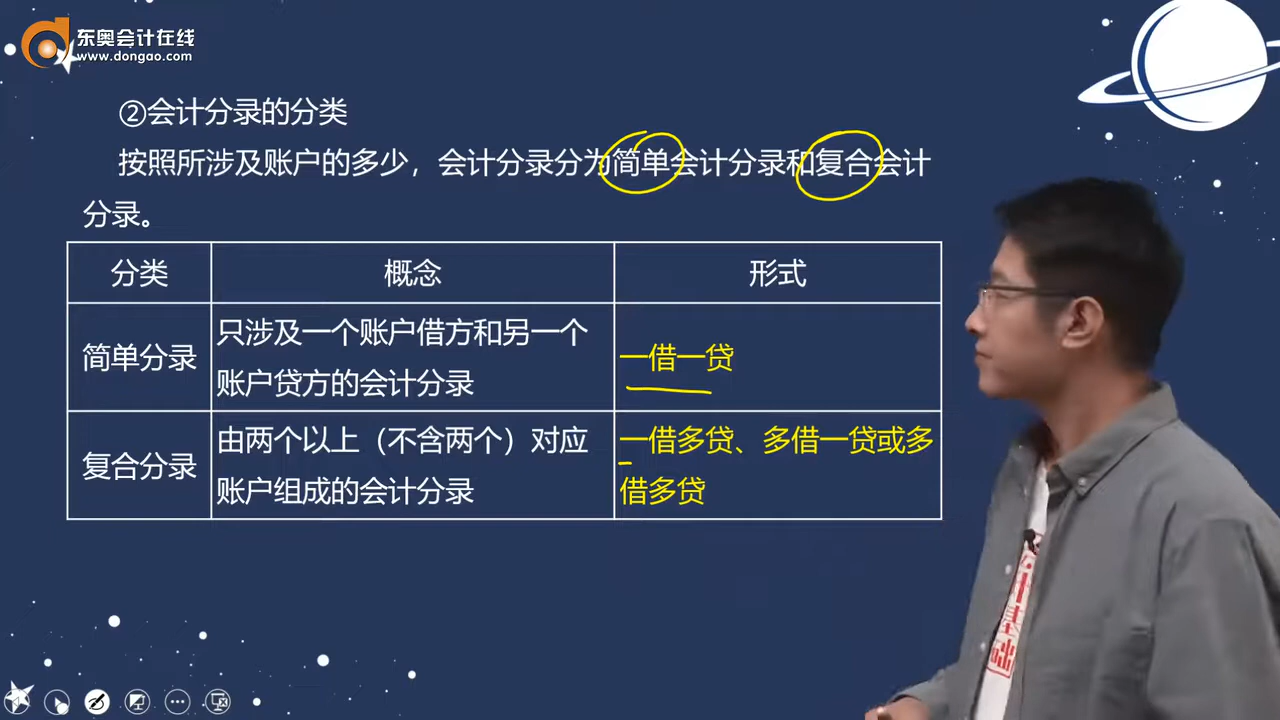 东奥会计在线
www.dongao.com
②会计分录的分类
按照所涉及账户的多少，会计分录分为简单会计分录和复合会计
分录。
分类 概念 形式
简单分录 只涉及一个账户借方和另一个
账户贷方的会计分录 一借一贷
复合分录 由两个以上（不含两个）对应
账户组成的会计分录 一借多贷、多借一贷或多
借多贷
础